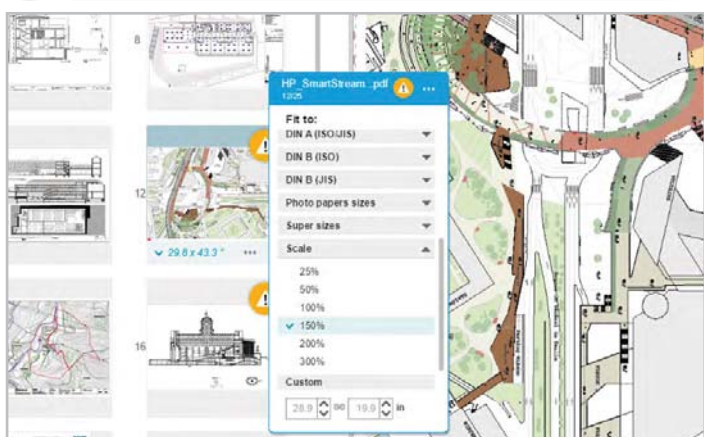 8
HP_SmartStream...pdf
12/25
Fit to:
DIN A (ISO/JIS)
DIN B (ISO)
DIN B (JIS)
12
Photo papers sizes
Super sizes
29.8 x 43.3 "
Scale
25%
50%
100%
150%
16
200%
300%
3.
Custom
28.9
19.9 in